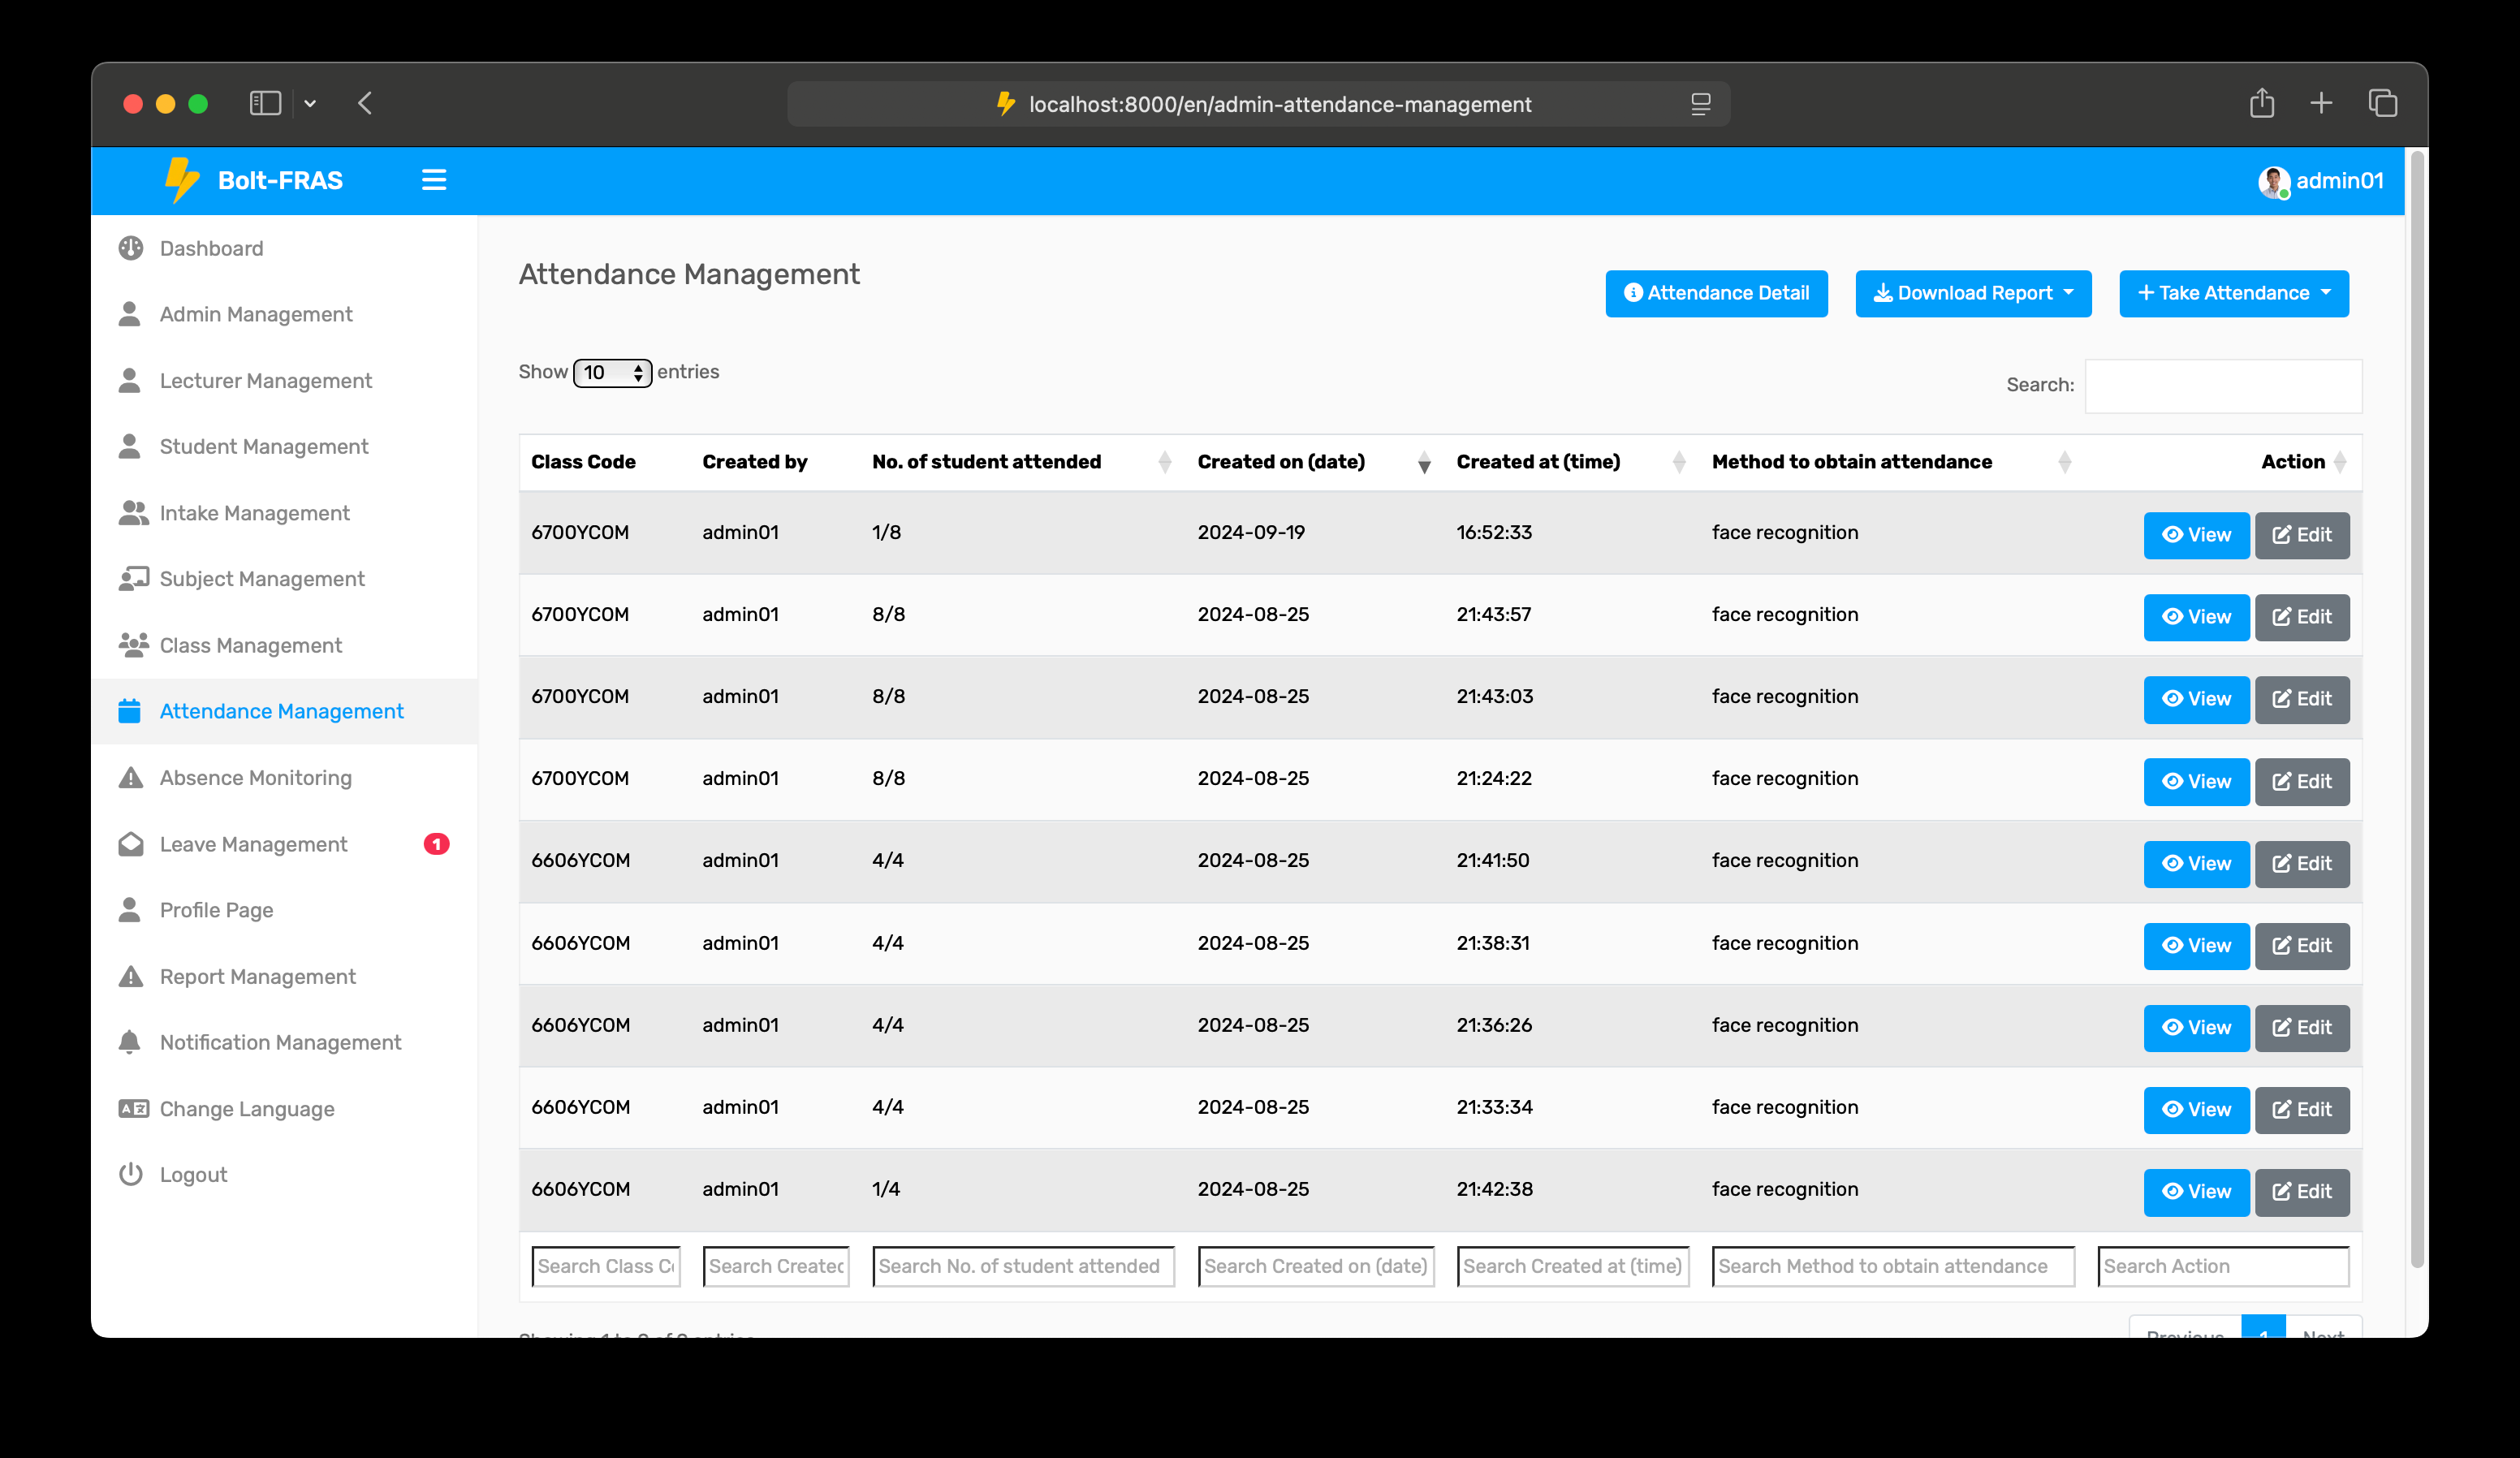 localhost:8000/en/admin-attendance-management
Bolt-FRAS
admin01
Dashboard
Admin Management
Lecturer Management
Student Management
Intake Management
Subject Management
Class Management
Attendance Management
Absence Monitoring
Leave Management 1
Profile Page
Report Management
Notification Management
Change Language
Logout
Attendance Management
Attendance Detail Download Report Take Attendance
Show 10 entries
Search:
Class Code Created by No. of student attended Created on (date) Created at (time) Method to obtain attendance Action
6700YCOM admin01 1/8 2024-09-19 16:52:33 face recognition View Edit
6700YCOM admin01 8/8 2024-08-25 21:43:57 face recognition View Edit
6700YCOM admin01 8/8 2024-08-25 21:43:03 face recognition View Edit
6700YCOM admin01 8/8 2024-08-25 21:24:22 face recognition View Edit
6606YCOM admin01 4/4 2024-08-25 21:41:50 face recognition View Edit
6606YCOM admin01 4/4 2024-08-25 21:38:31 face recognition View Edit
6606YCOM admin01 4/4 2024-08-25 21:36:26 face recognition View Edit
6606YCOM admin01 4/4 2024-08-25 21:33:34 face recognition View Edit
6606YCOM admin01 1/4 2024-08-25 21:42:38 face recognition View Edit
Search Class Search Created Search No. of student attended Search Created on (date) Search Created at (time) Search Method to obtain attendance Search Action
Previous 1 Next